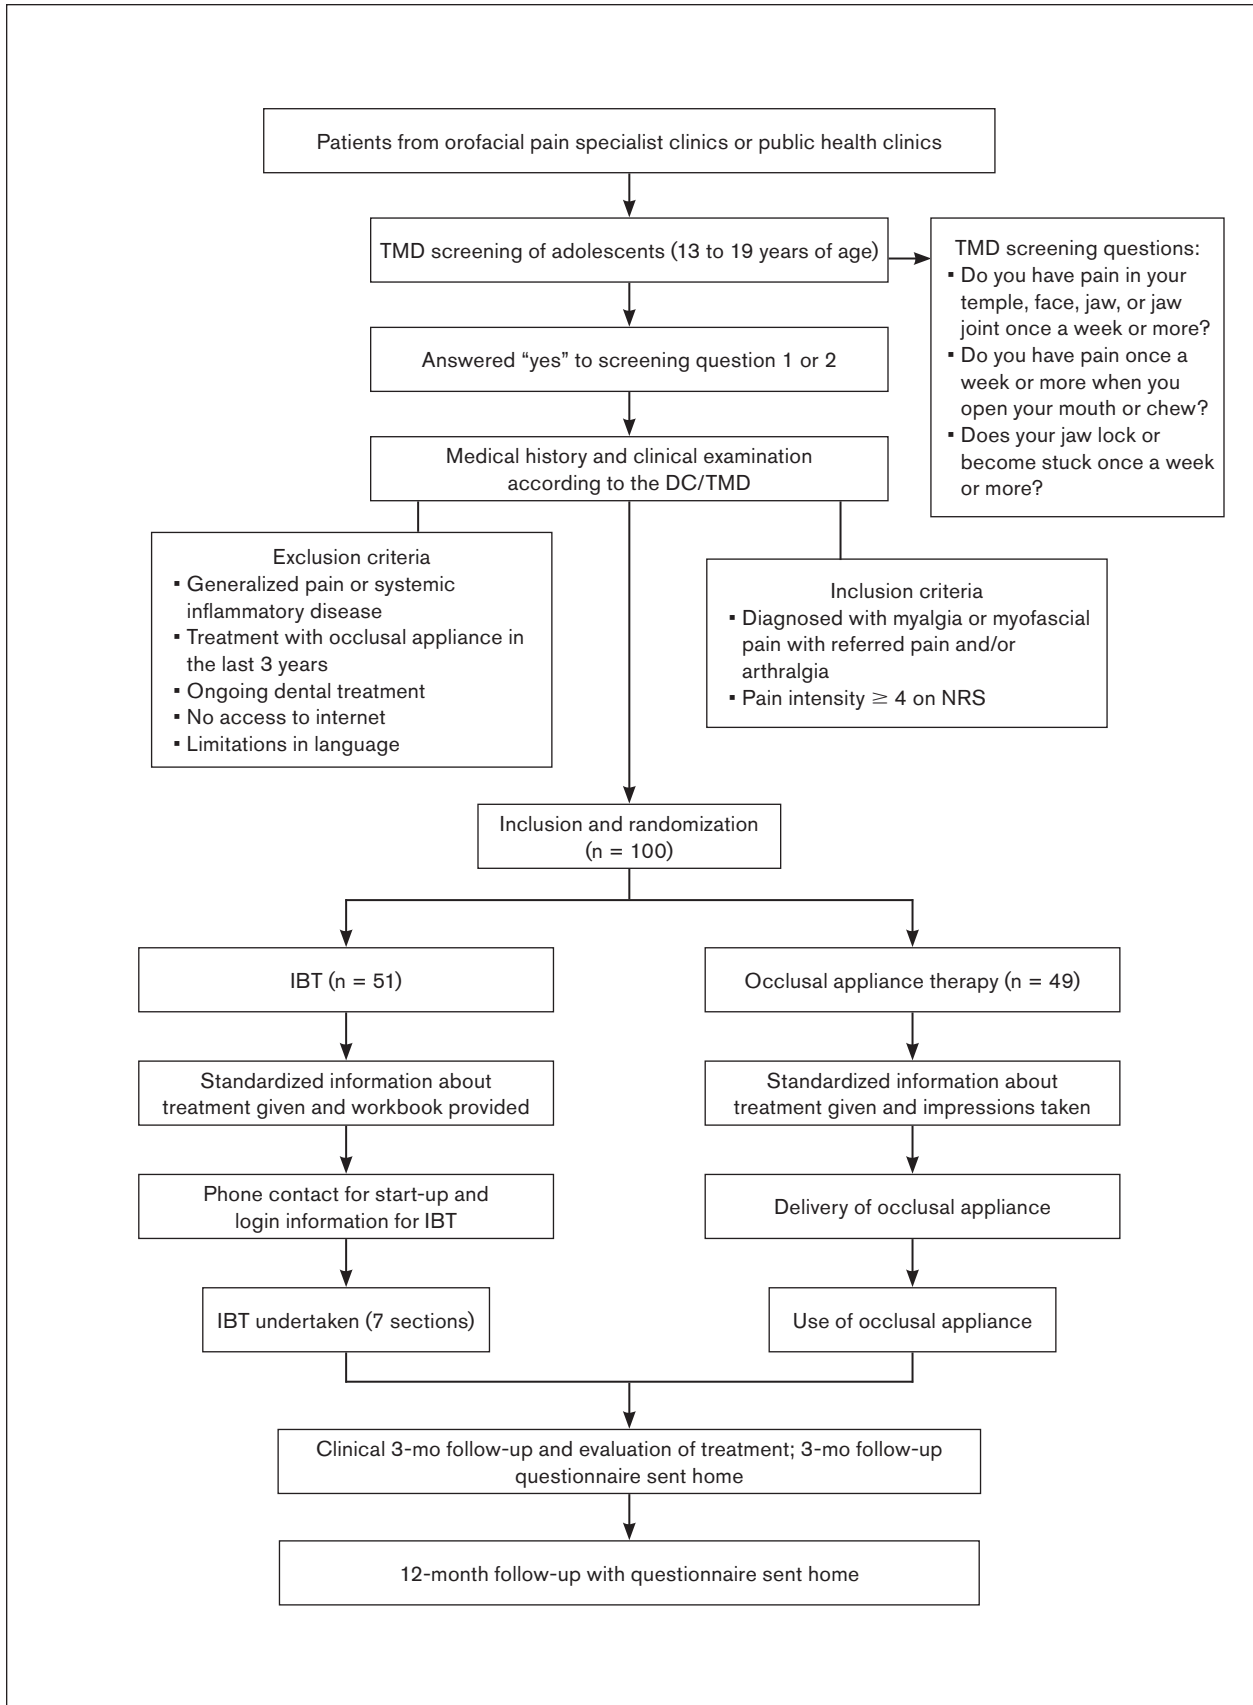 Patients from orofacial pain specialist clinics or public health clinics
TMD screening of adolescents (13 to 19 years of age)
TMD screening questions:
▪ Do you have pain in your
temple, face, jaw, or jaw
joint once a week or more?
▪ Do you have pain once a
week or more when you
open your mouth or chew?
▪ Does your jaw lock or
become stuck once a week
or more?
Answered “yes” to screening question 1 or 2
Medical history and clinical examination
according to the DC/TMD
Exclusion criteria
▪ Generalized pain or systemic
inflammatory disease
▪ Treatment with occlusal appliance in
the last 3 years
▪ Ongoing dental treatment
▪ No access to internet
▪ Limitations in language
Inclusion criteria
▪ Diagnosed with myalgia or myofascial
pain with referred pain and/or
arthralgia
▪ Pain intensity ≥ 4 on NRS
Inclusion and randomization
(n = 100)
IBT (n = 51)
Occlusal appliance therapy (n = 49)
Standardized information about
treatment given and workbook provided
Standardized information about
treatment given and impressions taken
Phone contact for start-up and
login information for IBT
Delivery of occlusal appliance
IBT undertaken (7 sections)
Use of occlusal appliance
Clinical 3-mo follow-up and evaluation of treatment; 3-mo follow-up
questionnaire sent home
12-month follow-up with questionnaire sent home